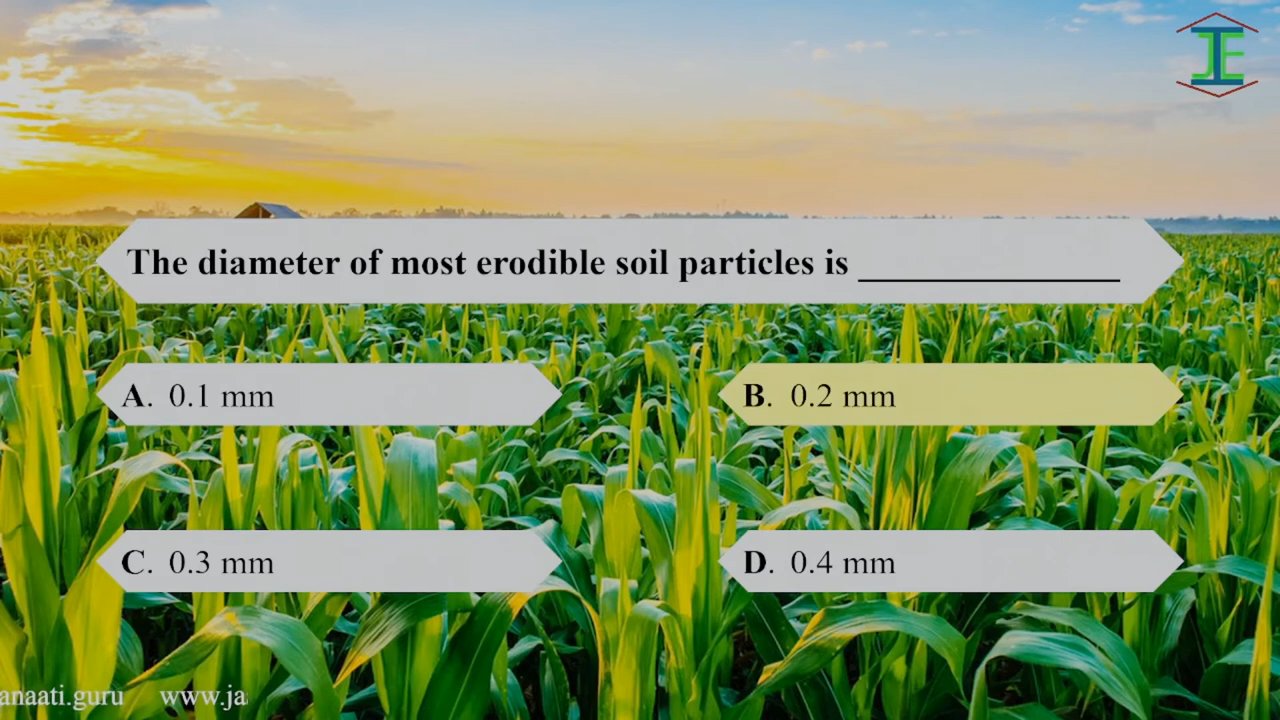 The diameter of most erodible soil particles is _______________
A. 0.1 mm
B. 0.2 mm
C. 0.3 mm
D. 0.4 mm
anaati.guru www.ja